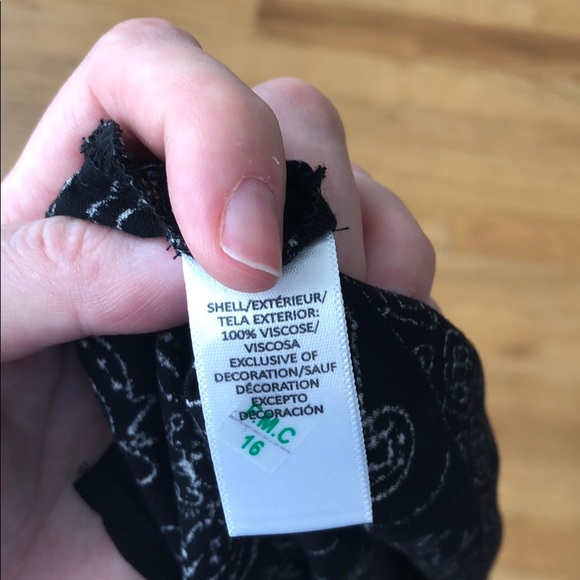 SHELL/EXTÉRIEUR/
TELA EXTERIOR:
100% VISCOSE/
VISCOSA
EXCLUSIVE OF
DECORATION/SAUF
DÉCORATION
EXCEPTO
DECORACIÓN
F.M.C
16